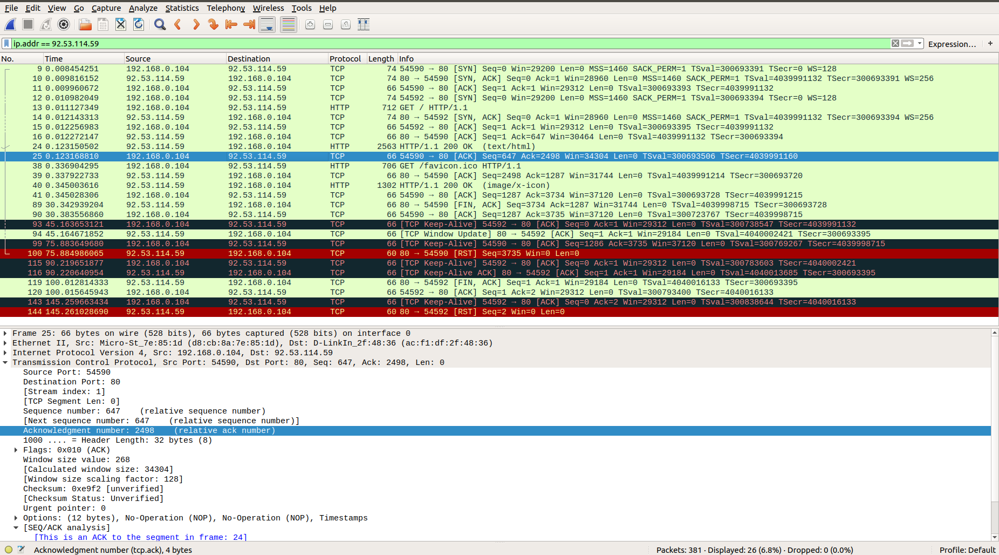 File Edit View Go Capture Analyze Statistics Telephony Wireless Tools Help
ip.addr == 92.53.114.59 Expression… +
No. Time Source Destination Protocol Length Info
9 0.008454251 192.168.0.104 92.53.114.59 TCP 74 54590 → 80 [SYN] Seq=0 Win=29200 Len=0 MSS=1460 SACK_PERM=1 TSval=300693391 TSecr=0 WS=128
10 0.009816152 92.53.114.59 192.168.0.104 TCP 74 80 → 54590 [SYN, ACK] Seq=0 Ack=1 Win=28960 Len=0 MSS=1460 SACK_PERM=1 TSval=4039991132 TSecr=300693391 WS=256
11 0.009960672 192.168.0.104 92.53.114.59 TCP 66 54590 → 80 [ACK] Seq=1 Ack=1 Win=29312 Len=0 TSval=300693393 TSecr=4039991132
12 0.010982049 192.168.0.104 92.53.114.59 TCP 74 54592 → 80 [SYN] Seq=0 Win=29200 Len=0 MSS=1460 SACK_PERM=1 TSval=300693394 TSecr=0 WS=128
13 0.011127349 192.168.0.104 92.53.114.59 HTTP 712 GET / HTTP/1.1
14 0.012143313 92.53.114.59 192.168.0.104 TCP 74 80 → 54592 [SYN, ACK] Seq=0 Ack=1 Win=28960 Len=0 MSS=1460 SACK_PERM=1 TSval=4039991132 TSecr=300693394 WS=256
15 0.012256983 192.168.0.104 92.53.114.59 TCP 66 54592 → 80 [ACK] Seq=1 Ack=1 Win=29312 Len=0 TSval=300693395 TSecr=4039991132
16 0.012272147 92.53.114.59 192.168.0.104 TCP 66 80 → 54590 [ACK] Seq=1 Ack=647 Win=30464 Len=0 TSval=4039991132 TSecr=300693394
24 0.123150502 92.53.114.59 192.168.0.104 HTTP 2563 HTTP/1.1 200 OK (text/html)
25 0.123168810 192.168.0.104 92.53.114.59 TCP 66 54590 → 80 [ACK] Seq=647 Ack=2498 Win=34304 Len=0 TSval=300693506 TSecr=4039991160
38 0.336904295 192.168.0.104 92.53.114.59 HTTP 706 GET /favicon.ico HTTP/1.1
39 0.337922733 92.53.114.59 192.168.0.104 TCP 66 80 → 54590 [ACK] Seq=2498 Ack=1287 Win=31744 Len=0 TSval=4039991214 TSecr=300693720
40 0.345003616 92.53.114.59 192.168.0.104 HTTP 1302 HTTP/1.1 200 OK (image/x-icon)
41 0.345028306 192.168.0.104 92.53.114.59 TCP 66 54590 → 80 [ACK] Seq=1287 Ack=3734 Win=37120 Len=0 TSval=300693728 TSecr=4039991215
89 30.342939204 92.53.114.59 192.168.0.104 TCP 66 80 → 54590 [FIN, ACK] Seq=3734 Ack=1287 Win=31744 Len=0 TSval=4039998715 TSecr=300693728
90 30.383556860 192.168.0.104 92.53.114.59 TCP 66 54590 → 80 [ACK] Seq=1287 Ack=3735 Win=37120 Len=0 TSval=300723767 TSecr=4039998715
93 45.163653121 192.168.0.104 92.53.114.59 TCP 66 [TCP Keep-Alive] 54592 → 80 [ACK] Seq=0 Ack=1 Win=29312 Len=0 TSval=300738547 TSecr=4039991132
94 45.164671852 92.53.114.59 192.168.0.104 TCP 66 [TCP Window Update] 80 → 54592 [ACK] Seq=1 Ack=1 Win=29184 Len=0 TSval=4040002421 TSecr=300693395
99 75.883649680 192.168.0.104 92.53.114.59 TCP 66 [TCP Keep-Alive] 54590 → 80 [ACK] Seq=1286 Ack=3735 Win=37120 Len=0 TSval=300769267 TSecr=4039998715
100 75.884986065 92.53.114.59 192.168.0.104 TCP 60 80 → 54590 [RST] Seq=3735 Win=0 Len=0
115 90.219651877 192.168.0.104 92.53.114.59 TCP 66 [TCP Keep-Alive] 54592 → 80 [ACK] Seq=0 Ack=1 Win=29312 Len=0 TSval=300783603 TSecr=4040002421
116 90.220640954 92.53.114.59 192.168.0.104 TCP 66 [TCP Keep-Alive ACK] 80 → 54592 [ACK] Seq=1 Ack=1 Win=29184 Len=0 TSval=4040013685 TSecr=300693395
119 100.012814333 92.53.114.59 192.168.0.104 TCP 66 80 → 54592 [FIN, ACK] Seq=1 Ack=1 Win=29184 Len=0 TSval=4040016133 TSecr=300693395
120 100.015645943 192.168.0.104 92.53.114.59 TCP 66 54592 → 80 [ACK] Seq=1 Ack=2 Win=29312 Len=0 TSval=300793400 TSecr=4040016133
143 145.259663434 192.168.0.104 92.53.114.59 TCP 66 [TCP Keep-Alive] 54592 → 80 [ACK] Seq=0 Ack=2 Win=29312 Len=0 TSval=300838644 TSecr=4040016133
144 145.261028690 92.53.114.59 192.168.0.104 TCP 60 80 → 54592 [RST] Seq=2 Win=0 Len=0
Frame 25: 66 bytes on wire (528 bits), 66 bytes captured (528 bits) on interface 0
Ethernet II, Src: Micro-St_7e:85:1d (d8:cb:8a:7e:85:1d), Dst: D-LinkIn_2f:48:36 (ac:f1:df:2f:48:36)
Internet Protocol Version 4, Src: 192.168.0.104, Dst: 92.53.114.59
Transmission Control Protocol, Src Port: 54590, Dst Port: 80, Seq: 647, Ack: 2498, Len: 0
Source Port: 54590
Destination Port: 80
[Stream index: 1]
[TCP Segment Len: 0]
Sequence number: 647 (relative sequence number)
[Next sequence number: 647 (relative sequence number)]
Acknowledgment number: 2498 (relative ack number)
1000 .... = Header Length: 32 bytes (8)
Flags: 0x010 (ACK)
Window size value: 268
[Calculated window size: 34304]
[Window size scaling factor: 128]
Checksum: 0xe9f2 [unverified]
[Checksum Status: Unverified]
Urgent pointer: 0
Options: (12 bytes), No-Operation (NOP), No-Operation (NOP), Timestamps
[SEQ/ACK analysis]
[This is an ACK to the segment in frame: 24]
Acknowledgment number (tcp.ack), 4 bytes Packets: 381 · Displayed: 26 (6.8%) · Dropped: 0 (0.0%) Profile: Default